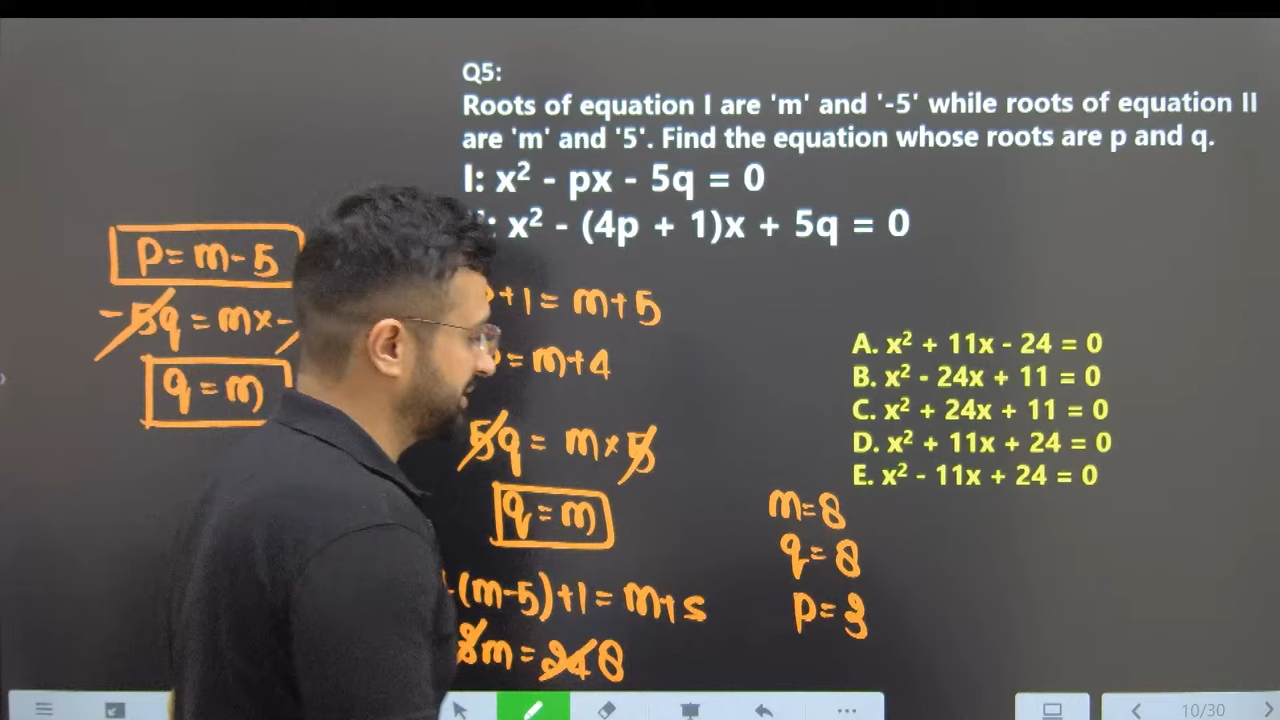 Q5:
Roots of equation I are 'm' and '-5' while roots of equation II
are 'm' and '5'. Find the equation whose roots are p and q.
I: x² - px - 5q = 0
: x² - (4p + 1)x + 5q = 0
P = m - 5
- 5q = m x -
q = m
+ 1 = m + 5
= m + 4
5q = m x 5
q = m
(m-5) + 1 = m + 5
m = 24 8
A. x² + 11x - 24 = 0
B. x² - 24x + 11 = 0
C. x² + 24x + 11 = 0
D. x² + 11x + 24 = 0
E. x² - 11x + 24 = 0
m = 8
q = 8
P = 3
10/30